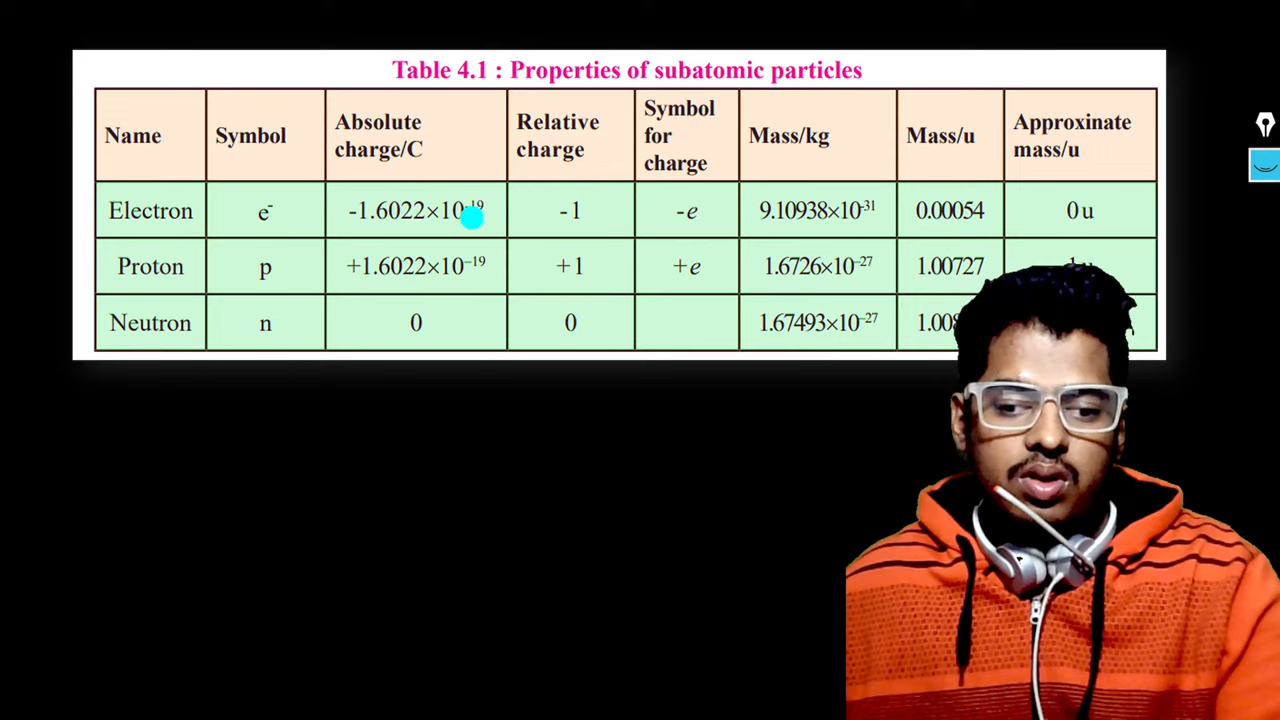 Table 4.1 : Properties of subatomic particles
Name Symbol Absolute charge/C Relative charge Symbol for charge Mass/kg Mass/u Approximate mass/u
Electron e⁻ -1.6022×10⁻¹⁹ -1 -e 9.10938×10⁻³¹ 0.00054 0 u
Proton p +1.6022×10⁻¹⁹ +1 +e 1.6726×10⁻²⁷ 1.00727
Neutron n 0 0 1.67493×10⁻²⁷